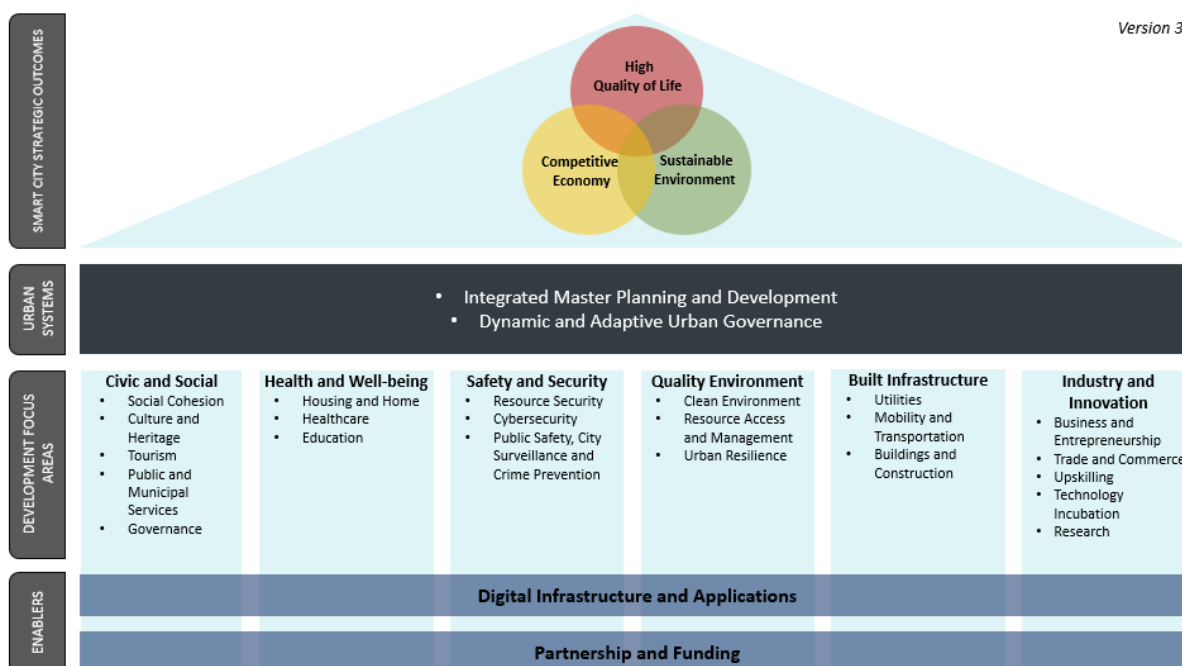 SMART CITY STRATEGIC OUTCOMES
Version 3
High
Quality of Life
Competitive
Economy
Sustainable
Environment
URBAN
SYSTEMS
• Integrated Master Planning and Development
• Dynamic and Adaptive Urban Governance
DEVELOPMENT FOCUS
AREAS
Civic and Social
• Social Cohesion
• Culture and
Heritage
• Tourism
• Public and
Municipal
Services
• Governance
Health and Well-being
• Housing and Home
• Healthcare
• Education
Safety and Security
• Resource Security
• Cybersecurity
• Public Safety, City
Surveillance and
Crime Prevention
Quality Environment
• Clean Environment
• Resource Access
and Management
• Urban Resilience
Built Infrastructure
• Utilities
• Mobility and
Transportation
• Buildings and
Construction
Industry and
Innovation
• Business and
Entrepreneurship
• Trade and Commerce
• Upskilling
• Technology
Incubation
• Research
ENABLERS
Digital Infrastructure and Applications
Partnership and Funding